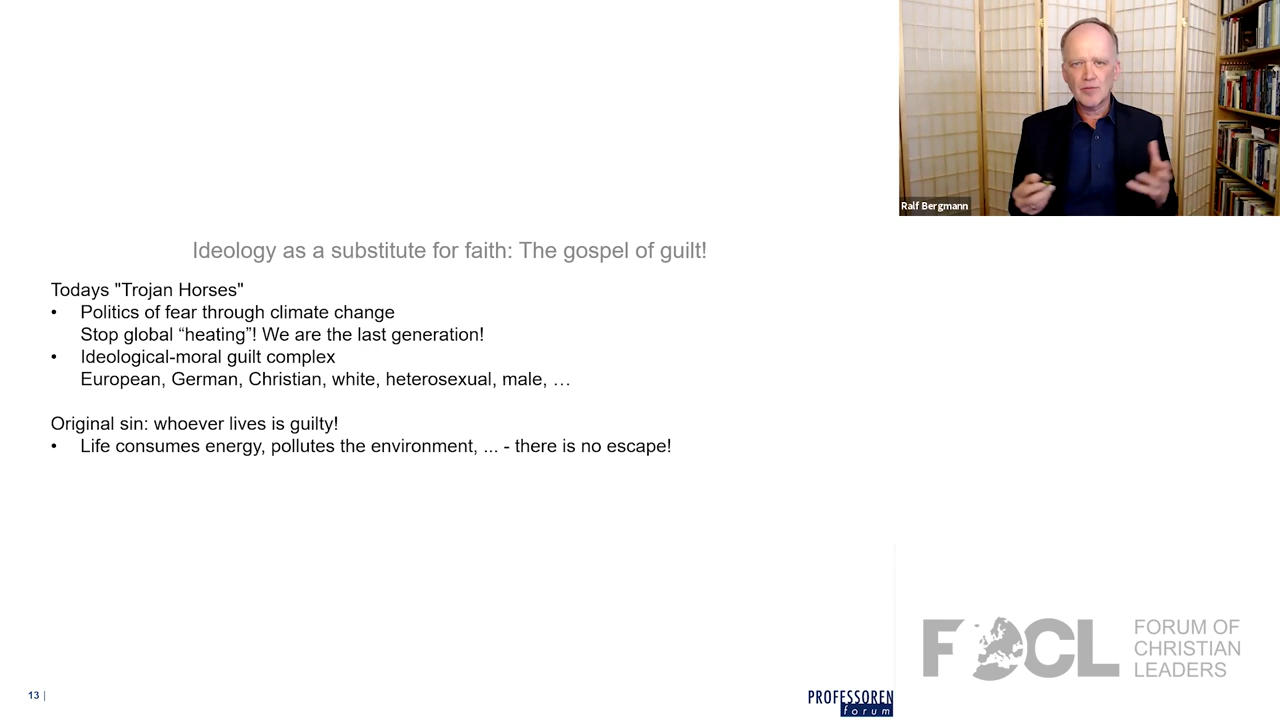 Ralf Bergmann
Ideology as a substitute for faith: The gospel of guilt!
Todays "Trojan Horses"
• Politics of fear through climate change
Stop global “heating”! We are the last generation!
• Ideological-moral guilt complex
European, German, Christian, white, heterosexual, male, …
Original sin: whoever lives is guilty!
• Life consumes energy, pollutes the environment, ... - there is no escape!
FOCL
FORUM OF
CHRISTIAN
LEADERS
13 |
PROFESSOREN
forum